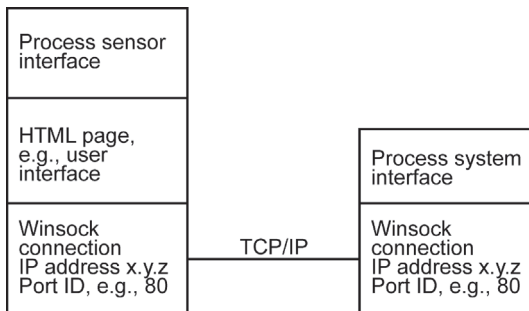 Process sensor
interface
HTML page,
e.g., user
interface
Winsock
connection
IP address x.y.z
Port ID, e.g., 80
TCP/IP
Process system
interface
Winsock
connection
IP address x.y.z
Port ID, e.g., 80